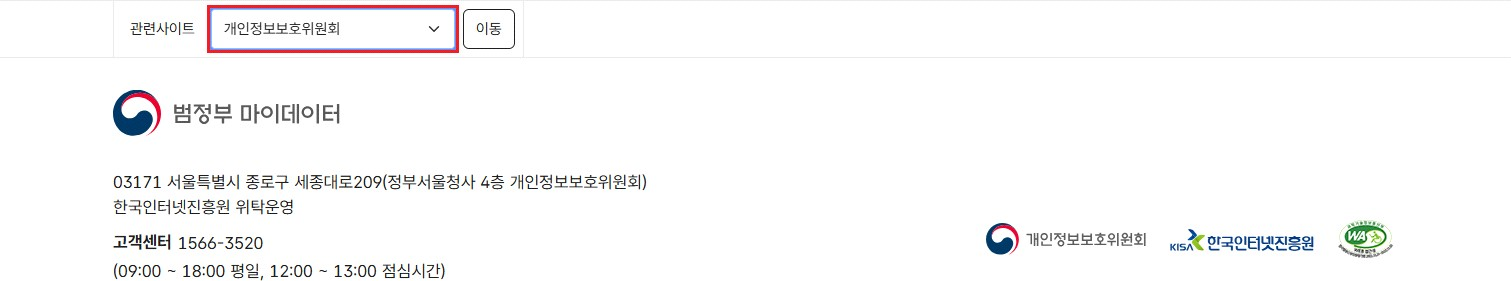 관련사이트 개인정보보호위원회 이동
범정부 마이데이터
03171 서울특별시 종로구 세종대로209(정부서울청사 4층 개인정보보호위원회)
한국인터넷진흥원 위탁운영
고객센터 1566-3520
(09:00 ~ 18:00 평일, 12:00 ~ 13:00 점심시간)
개인정보보호위원회 KISA 한국인터넷진흥원 WA